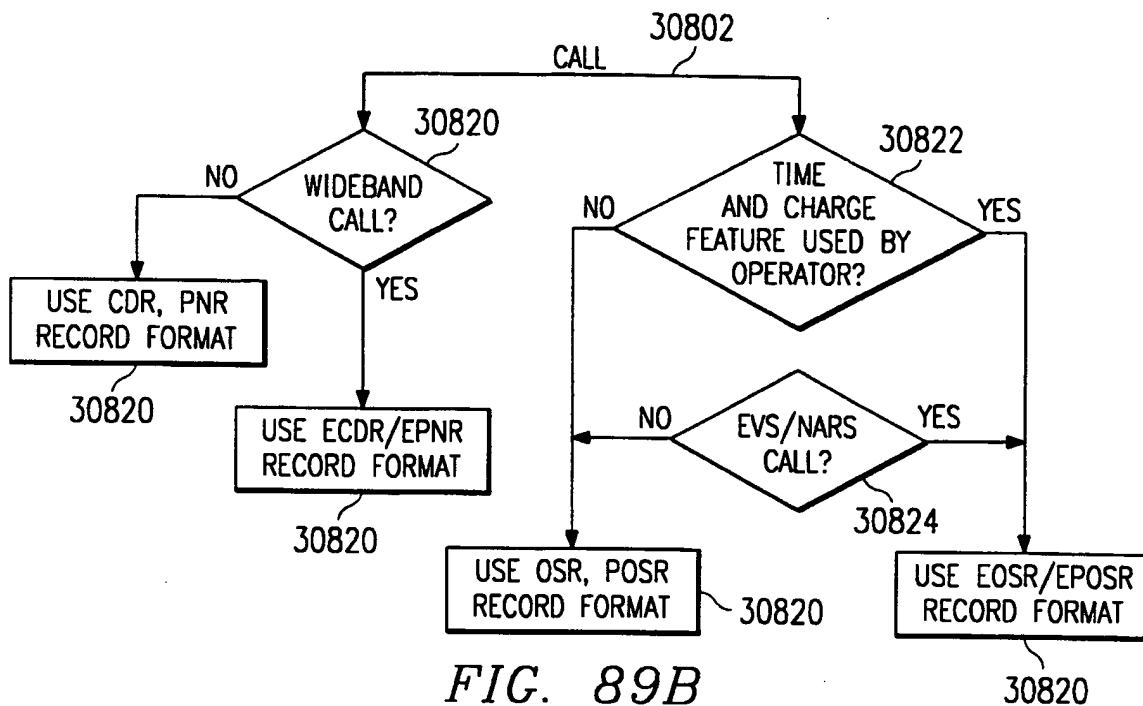 30802
CALL
30820
30822
NO
WIDEBAND
CALL?
YES
NO
TIME
AND CHARGE
FEATURE USED BY
OPERATOR?
YES
USE CDR, PNR
RECORD FORMAT
30820
USE ECDR/EPNR
RECORD FORMAT
30820
NO
EVS/NARS
CALL?
YES
30824
USE OSR, POSR
RECORD FORMAT
30820
USE EOSR/EPOSR
RECORD FORMAT
30820
FIG. 89B